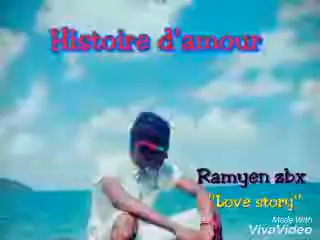 Histoire d'amour
Ramyen zbx
"Love story"
Made With
VivaVideo